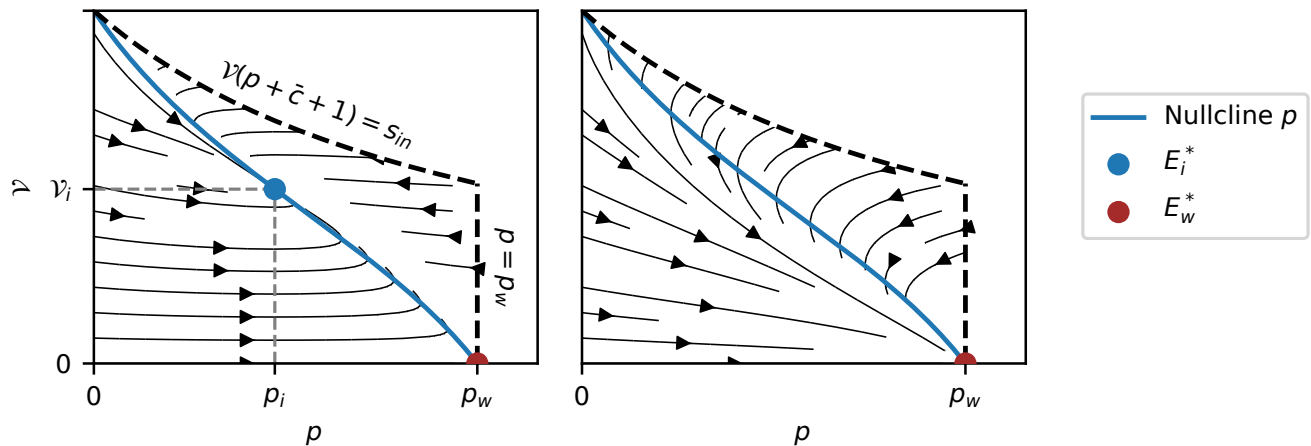 𝒱(p + c̄ + 1) = s_in
𝒱
𝒱_i
p = p_w
0
0
p_i
p_w
p
0
p_w
p
Nullcline p
E_i^*
E_w^*